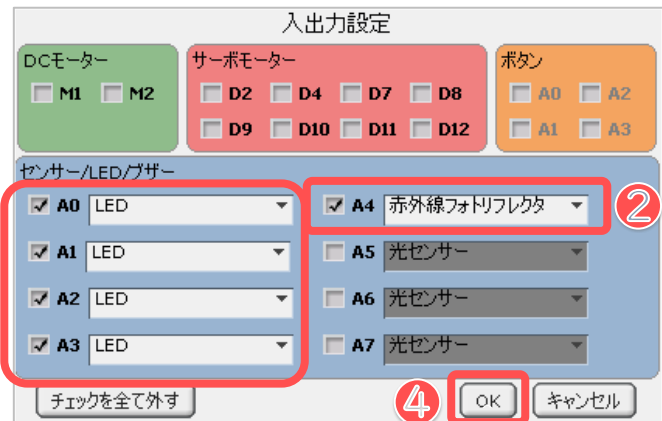 入出力設定
DCモーター
M1 M2
サーボモーター
D2 D4 D7 D8
D9 D10 D11 D12
ボタン
A0 A2
A1 A3
センサー/LED/ブザー
A0 LED
A1 LED
A2 LED
A3 LED
A4 赤外線フォトリフレクタ
②
A5 光センサー
A6 光センサー
A7 光センサー
チェックを全て外す
④
OK
キャンセル